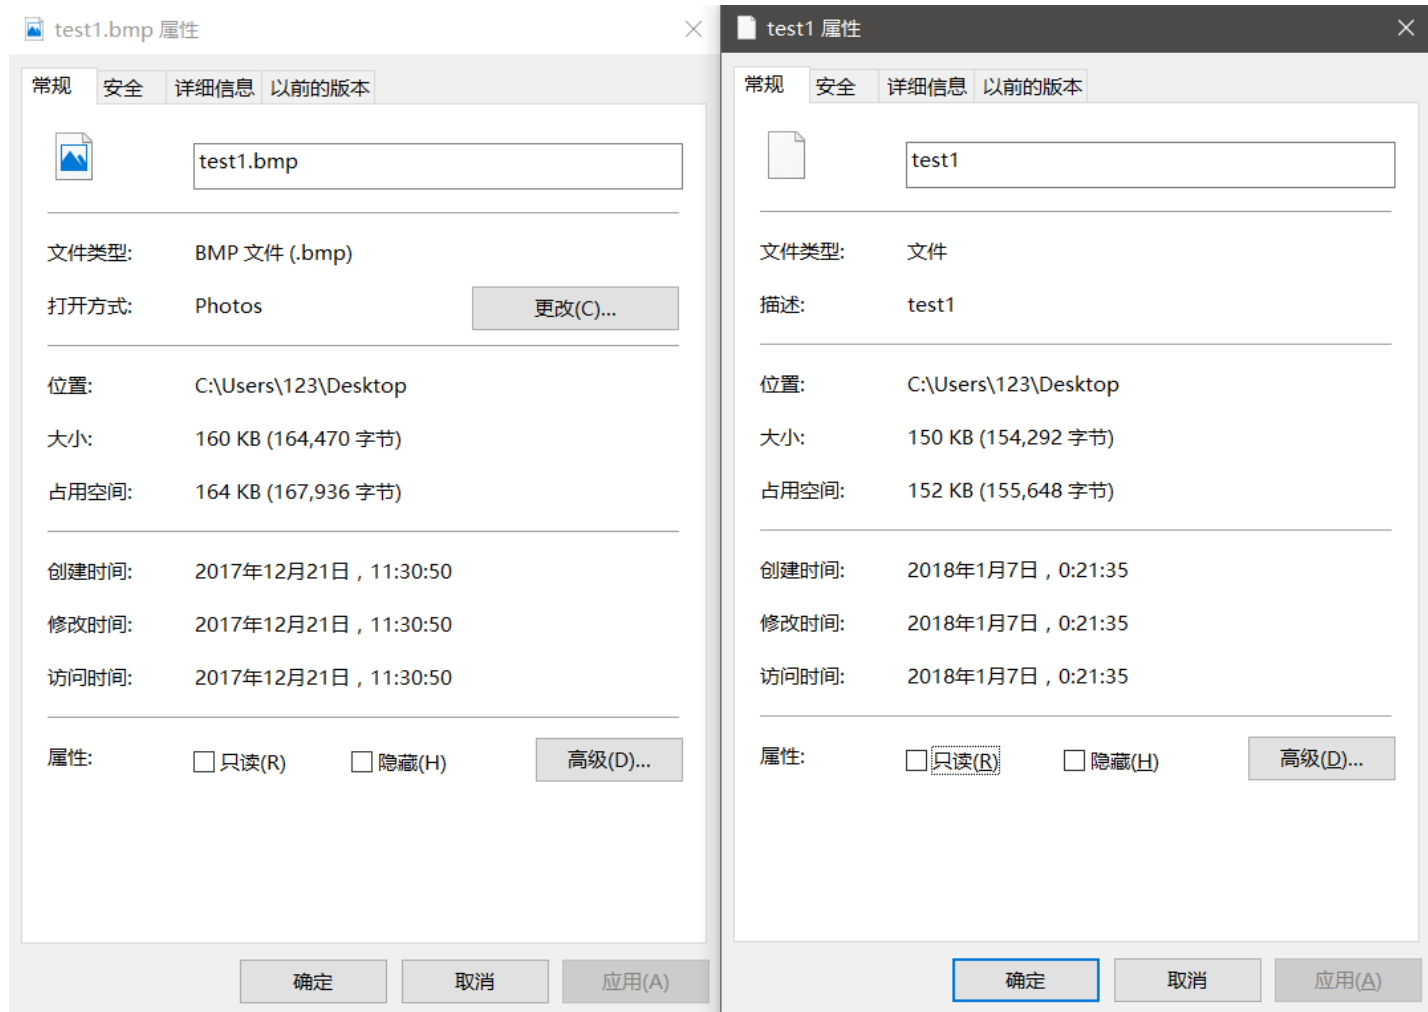 test1.bmp 属性
常规 安全 详细信息 以前的版本
test1.bmp
文件类型: BMP 文件 (.bmp)
打开方式: Photos 更改(C)...
位置: C:\Users\123\Desktop
大小: 160 KB (164,470 字节)
占用空间: 164 KB (167,936 字节)
创建时间: 2017年12月21日，11:30:50
修改时间: 2017年12月21日，11:30:50
访问时间: 2017年12月21日，11:30:50
属性: 只读(R) 隐藏(H) 高级(D)...
确定 取消 应用(A)
test1 属性
常规 安全 详细信息 以前的版本
test1
文件类型: 文件
描述: test1
位置: C:\Users\123\Desktop
大小: 150 KB (154,292 字节)
占用空间: 152 KB (155,648 字节)
创建时间: 2018年1月7日，0:21:35
修改时间: 2018年1月7日，0:21:35
访问时间: 2018年1月7日，0:21:35
属性: 只读(R) 隐藏(H) 高级(D)...
确定 取消 应用(A)